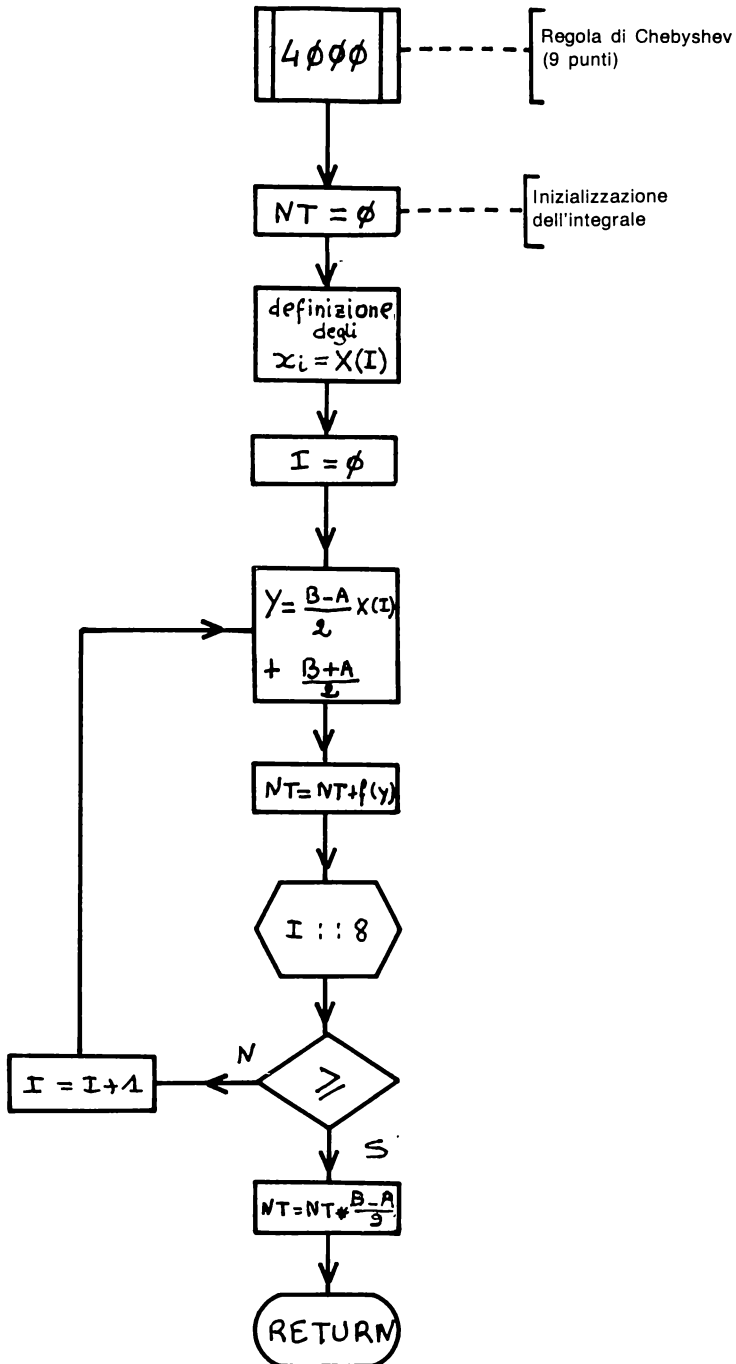 4ØØØ
Regola di Chebyshev
(9 punti)
NT = Ø
Inizializzazione
dell'integrale
definizione
degli
xi = X(I)
I = Ø
Y = B-A/2 X(I)
+ B+A/2
NT = NT + f(y)
I :: 8
N
≥
I = I+1
S
NT = NT * B-A/9
RETURN